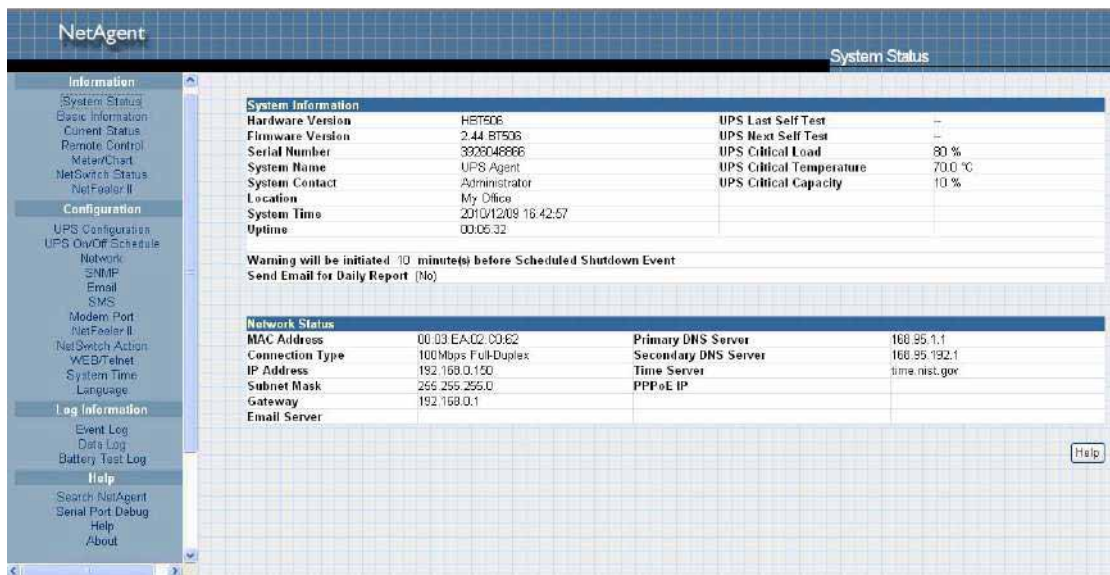 NetAgent
System Status
Information
System Status
Basic Information
Current Status
Remote Control
Meter/Chart
NetSwitch Status
NetFeeler II
Configuration
UPS Configuration
UPS On/Off Schedule
Network
SNMP
Email
SMS
Modem Port
NetFeeler II
NetSwitch Action
WEB/Telnet
System Time
Language
Log Information
Event Log
Data Log
Battery Test Log
Help
Search NetAgent
Serial Port Debug
Help
About
System Information
Hardware Version HBT506 UPS Last Self Test --
Firmware Version 2.44.BT506 UPS Next Self Test --
Serial Number 3926048866 UPS Critical Load 80 %
System Name UPS Agent UPS Critical Temperature 70.0 °C
System Contact Administrator UPS Critical Capacity 10 %
Location My Office
System Time 2010/12/09 16:42:57
Uptime 00:05:32
Warning will be initiated 10 minute(s) before Scheduled Shutdown Event
Send Email for Daily Report (No)
Network Status
MAC Address 00:03:EA:02:C0:62 Primary DNS Server 168.95.1.1
Connection Type 100Mbps Full-Duplex Secondary DNS Server 168.95.192.1
IP Address 192.168.0.150 Time Server time.nist.gov
Subnet Mask 255.255.255.0 PPPoE IP
Gateway 192.168.0.1
Email Server
Help